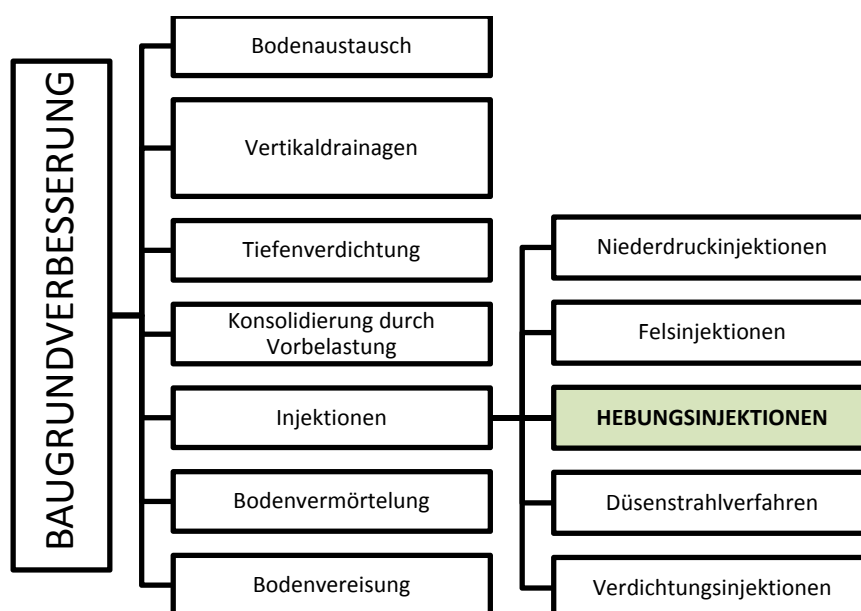 BAUGRUNDVERBESSERUNG
Bodenaustausch
Vertikaldrainagen
Tiefenverdichtung
Konsolidierung durch
Vorbelastung
Injektionen
Bodenvermörtelung
Bodenvereisung
Niederdruckinjektionen
Felsinjektionen
HEBUNGSINJEKTIONEN
Düsenstrahlverfahren
Verdichtungsinjektionen